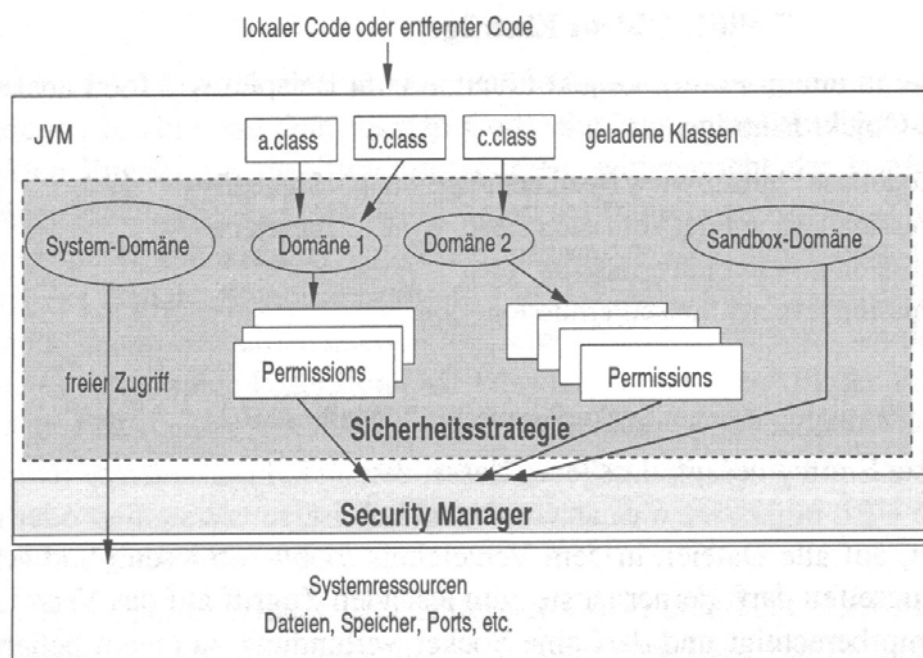 lokaler Code oder entfernter Code
JVM
a.class
b.class
c.class
geladene Klassen
System-Domäne
Domäne 1
Domäne 2
Sandbox-Domäne
Permissions
Permissions
freier Zugriff
Sicherheitsstrategie
Security Manager
Systemressourcen
Dateien, Speicher, Ports, etc.